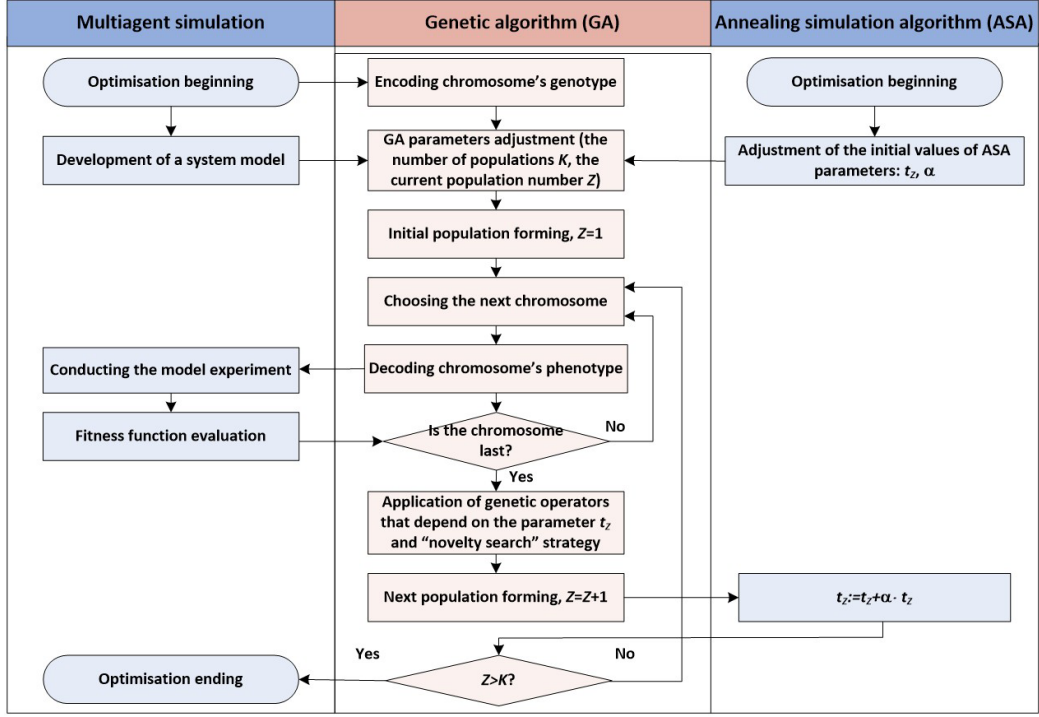 Multiagent simulation
Genetic algorithm (GA)
Annealing simulation algorithm (ASA)
Optimisation beginning
Encoding chromosome's genotype
Optimisation beginning
Development of a system model
GA parameters adjustment (the
number of populations K, the
current population number Z)
Adjustment of the initial values of ASA
parameters: tz, α
Initial population forming, Z=1
Choosing the next chromosome
Conducting the model experiment
Decoding chromosome's phenotype
Fitness function evaluation
Is the chromosome
last?
No
Yes
Application of genetic operators
that depend on the parameter tz
and "novelty search" strategy
Next population forming, Z=Z+1
tz:=tz+α· tz
Yes
No
Optimisation ending
Z>K?